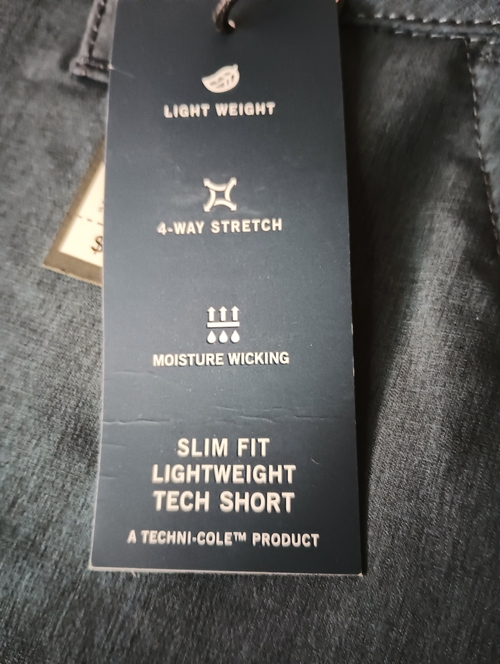 LIGHT WEIGHT
4-WAY STRETCH
$
MOISTURE WICKING
SLIM FIT
LIGHTWEIGHT
TECH SHORT
A TECHNI-COLE™ PRODUCT